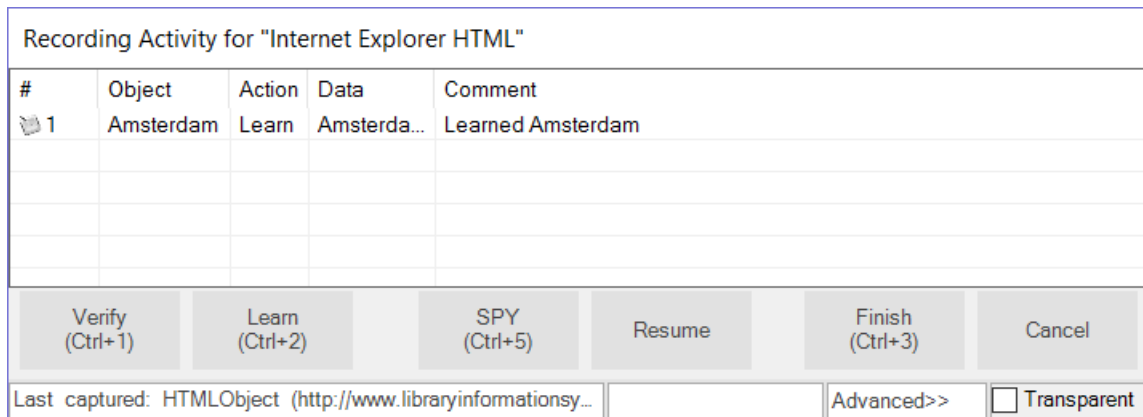 Recording Activity for "Internet Explorer HTML"
# Object Action Data Comment
1 Amsterdam Learn Amsterda... Learned Amsterdam
Verify Learn SPY Resume Finish Cancel
(Ctrl+1) (Ctrl+2) (Ctrl+5) (Ctrl+3)
Last captured: HTMLObject (http://www.libraryinformationsy... Advanced>> Transparent